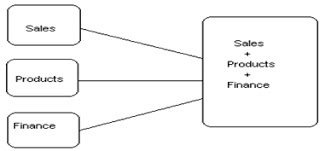 Sales
Products
Finance
Sales
+
Products
+
Finance